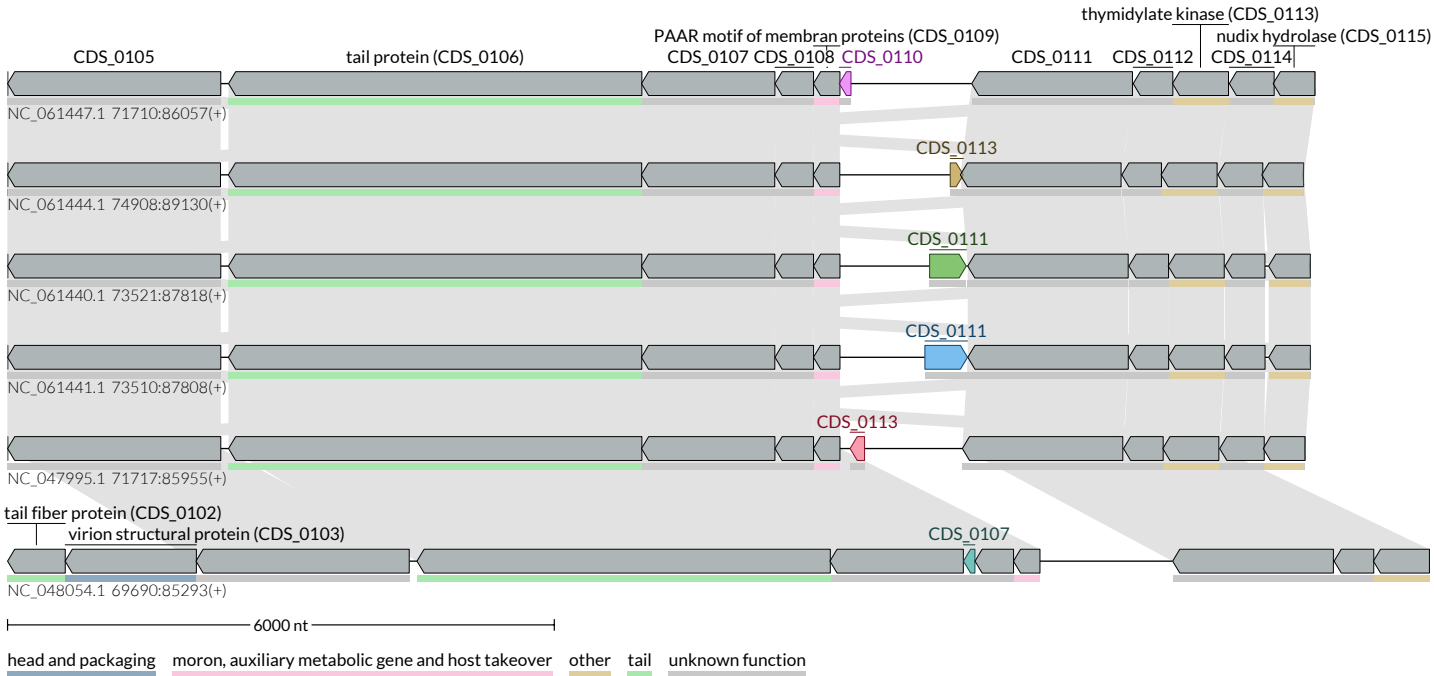 thymidylate kinase (CDS_0113)
PAAR motif of membran proteins (CDS_0109) nudix hydrolase (CDS_0115)
CDS_0105 tail protein (CDS_0106) CDS_0107 CDS_0108 CDS_0110 CDS_0111 CDS_0112 CDS_0114
NC_061447.1 71710:86057(+)
CDS_0113
NC_061444.1 74908:89130(+)
CDS_0111
NC_061440.1 73521:87818(+)
CDS_0111
NC_061441.1 73510:87808(+)
CDS_0113
NC_047995.1 71717:85955(+)
tail fiber protein (CDS_0102)
virion structural protein (CDS_0103) CDS_0107
NC_048054.1 69690:85293(+)
6000 nt
head and packaging moron, auxiliary metabolic gene and host takeover other tail unknown function